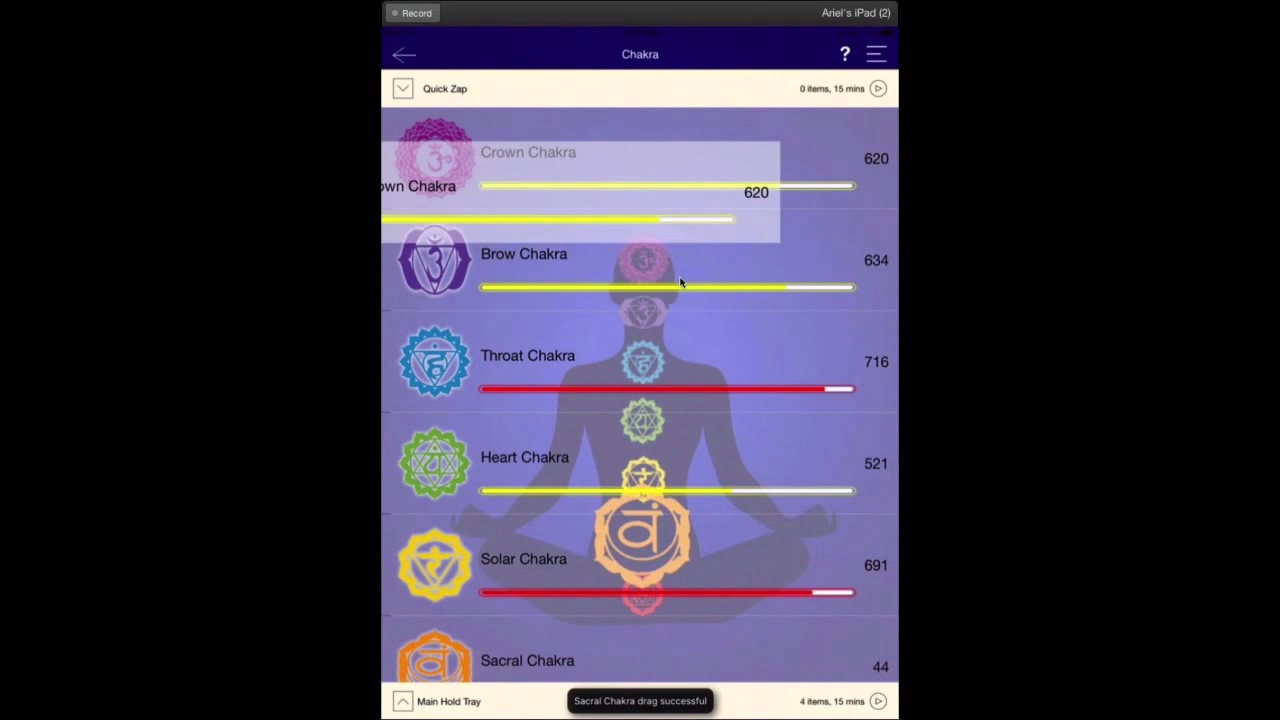 Record
Ariel's iPad (2)
Chakra
?
Quick Zap
0 items, 15 mins
Crown Chakra
620
own Chakra
620
Brow Chakra
634
Throat Chakra
716
Heart Chakra
521
Solar Chakra
691
Sacral Chakra
44
Main Hold Tray
Sacral Chakra drag successful
4 items, 15 mins